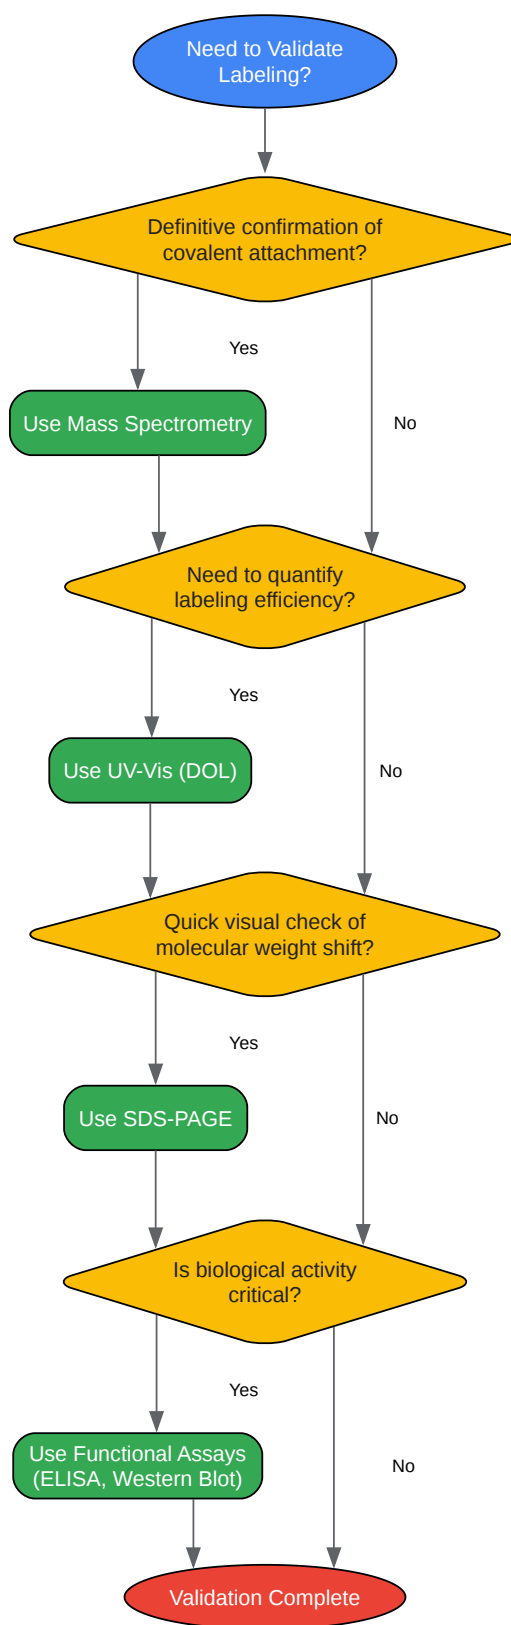 Need to Validate
Labeling?
Definitive confirmation of
covalent attachment?
Yes
Use Mass Spectrometry
No
Need to quantify
labeling efficiency?
Yes
Use UV-Vis (DOL)
No
Quick visual check of
molecular weight shift?
Yes
Use SDS-PAGE
No
Is biological activity
critical?
Yes
Use Functional Assays
(ELISA, Western Blot)
No
Validation Complete